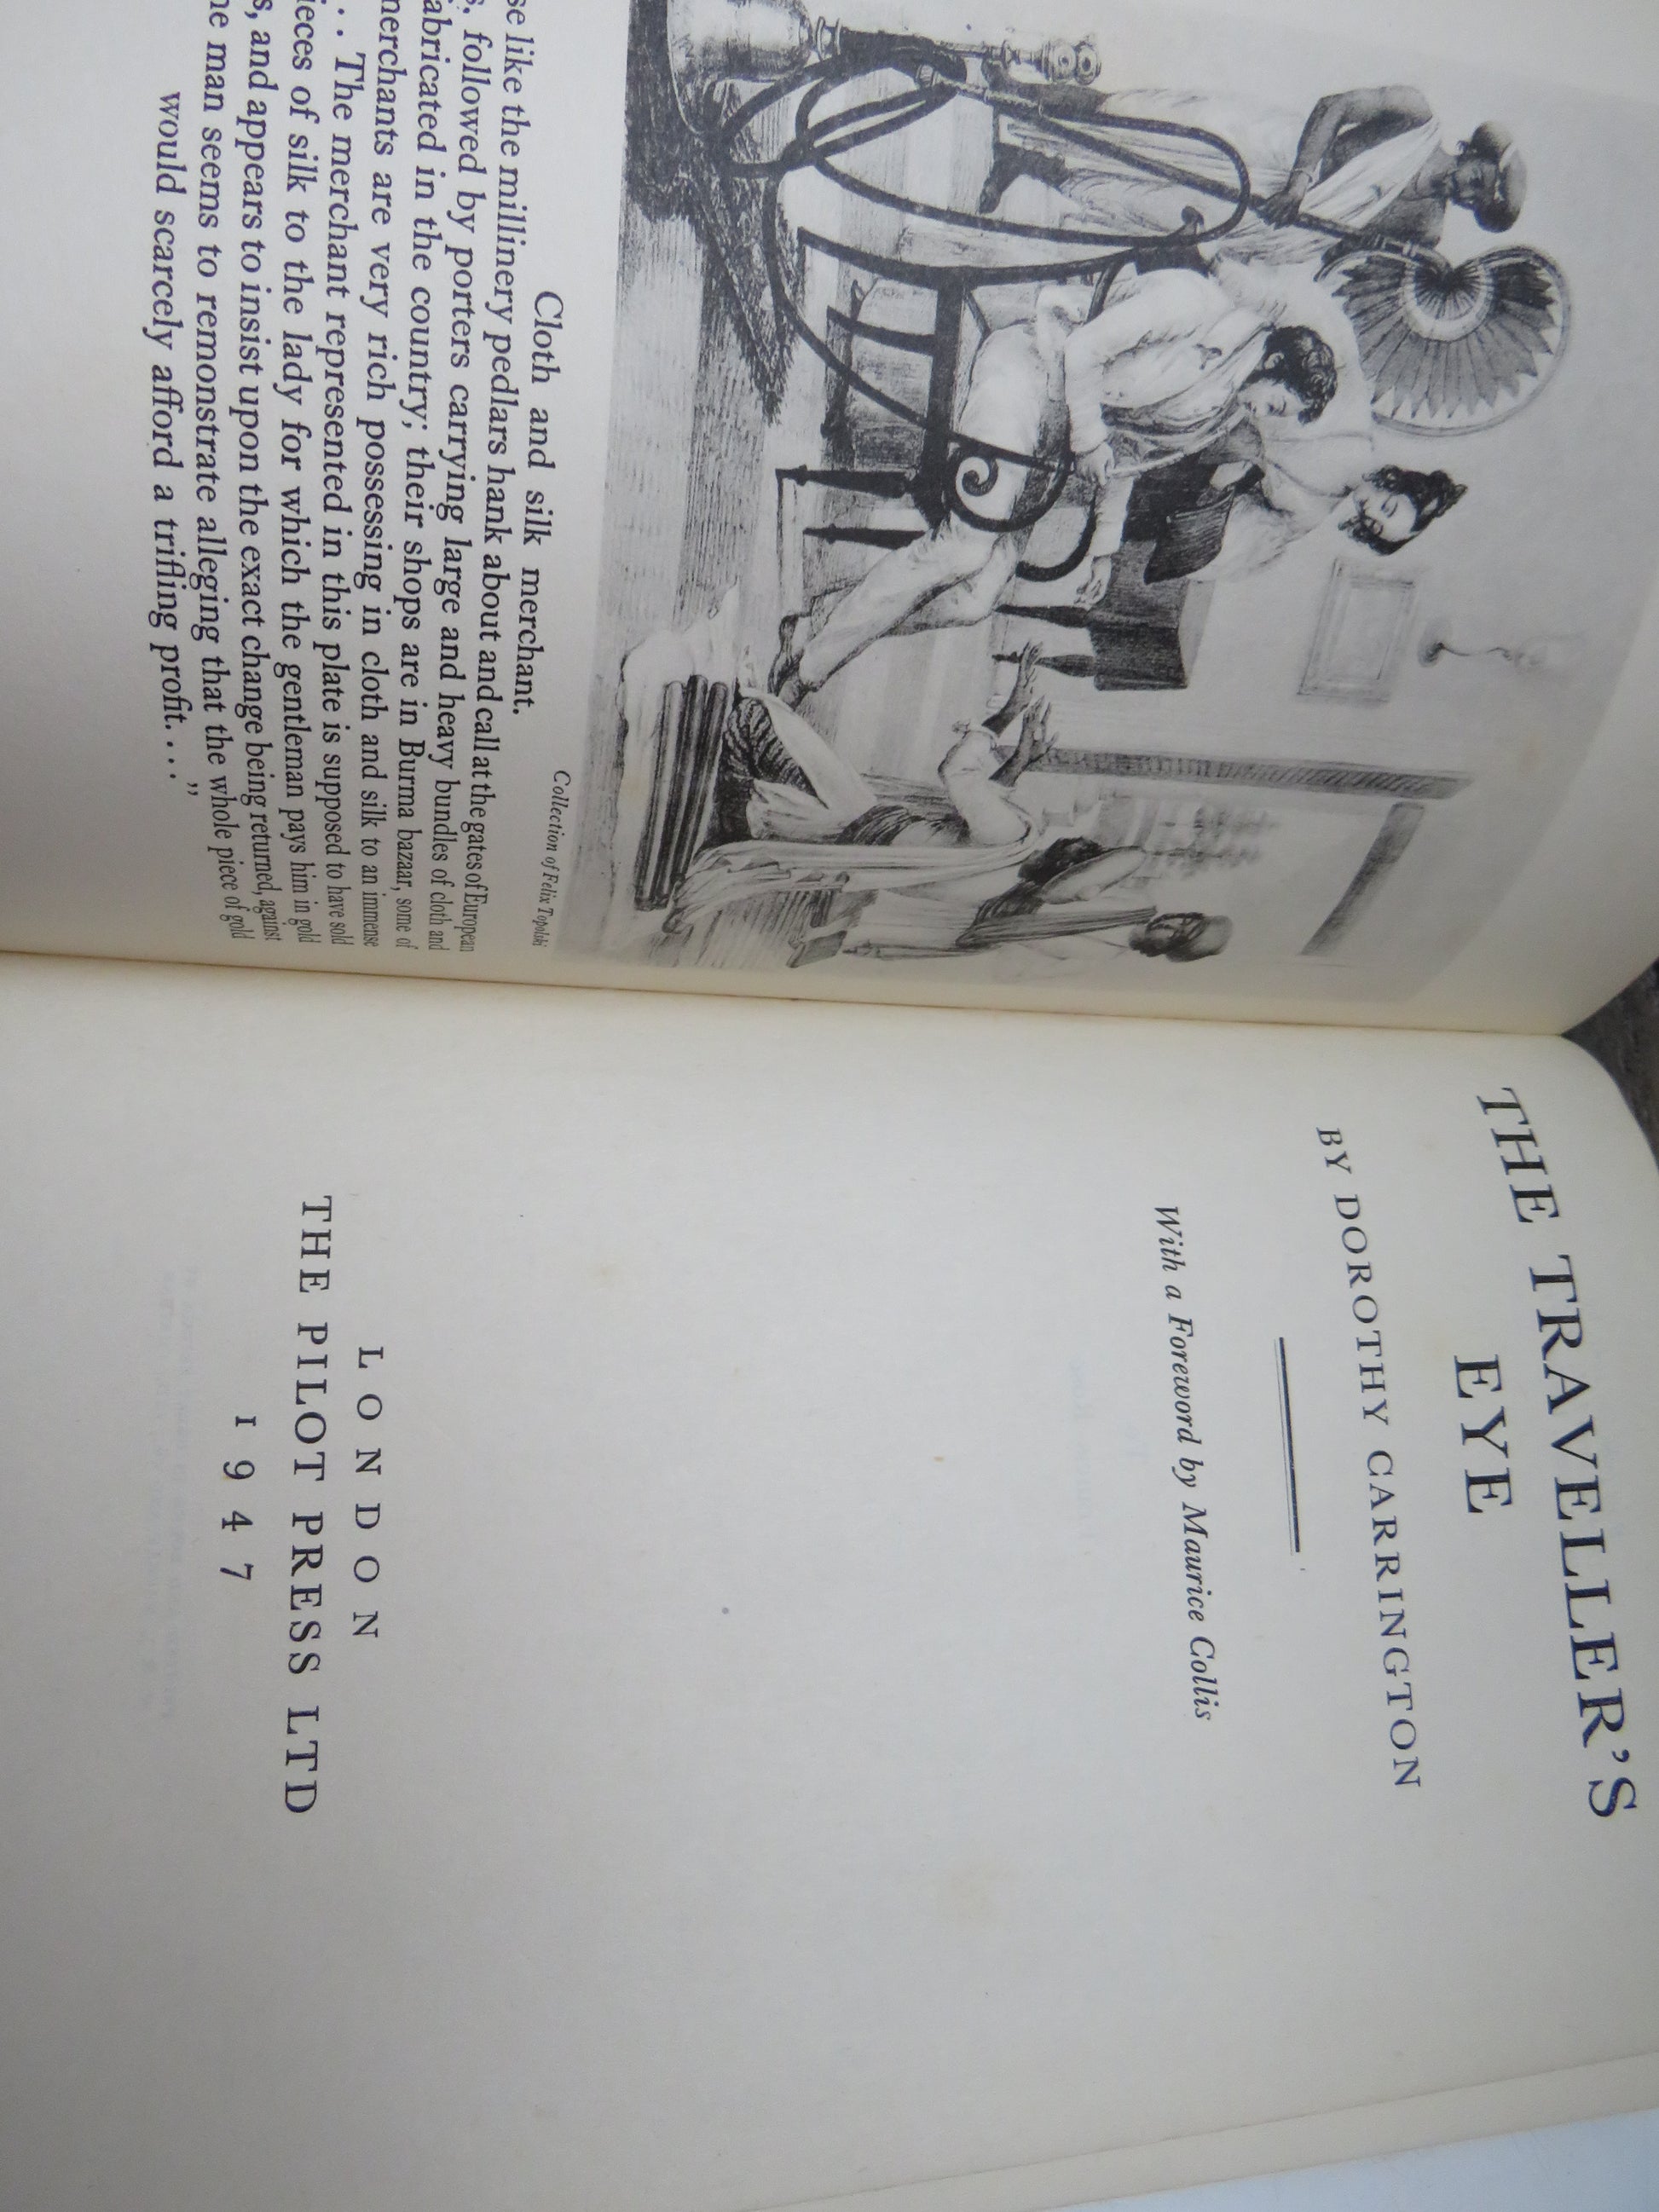 Collection of Felix Topolski
Cloth and silk merchant.
like the millinery pedlars hank about and call at the gates of European
followed by porters carrying large and heavy bundles of cloth and
fabricated in the country; their shops are in Burma bazaar, some of
merchants are very rich possessing in cloth and silk to an immense
. . The merchant represented in this plate is supposed to have sold
pieces of silk to the lady for which the gentleman pays him in gold
and appears to insist upon the exact change being returned, against
man seems to remonstrate alleging that the whole piece of gold
would scarcely afford a trifling profit. . . .”
THE TRAVELLER’S
EYE
BY DOROTHY CARRINGTON
With a Foreword by Maurice Collis
LONDON
THE PILOT PRESS LTD
1947